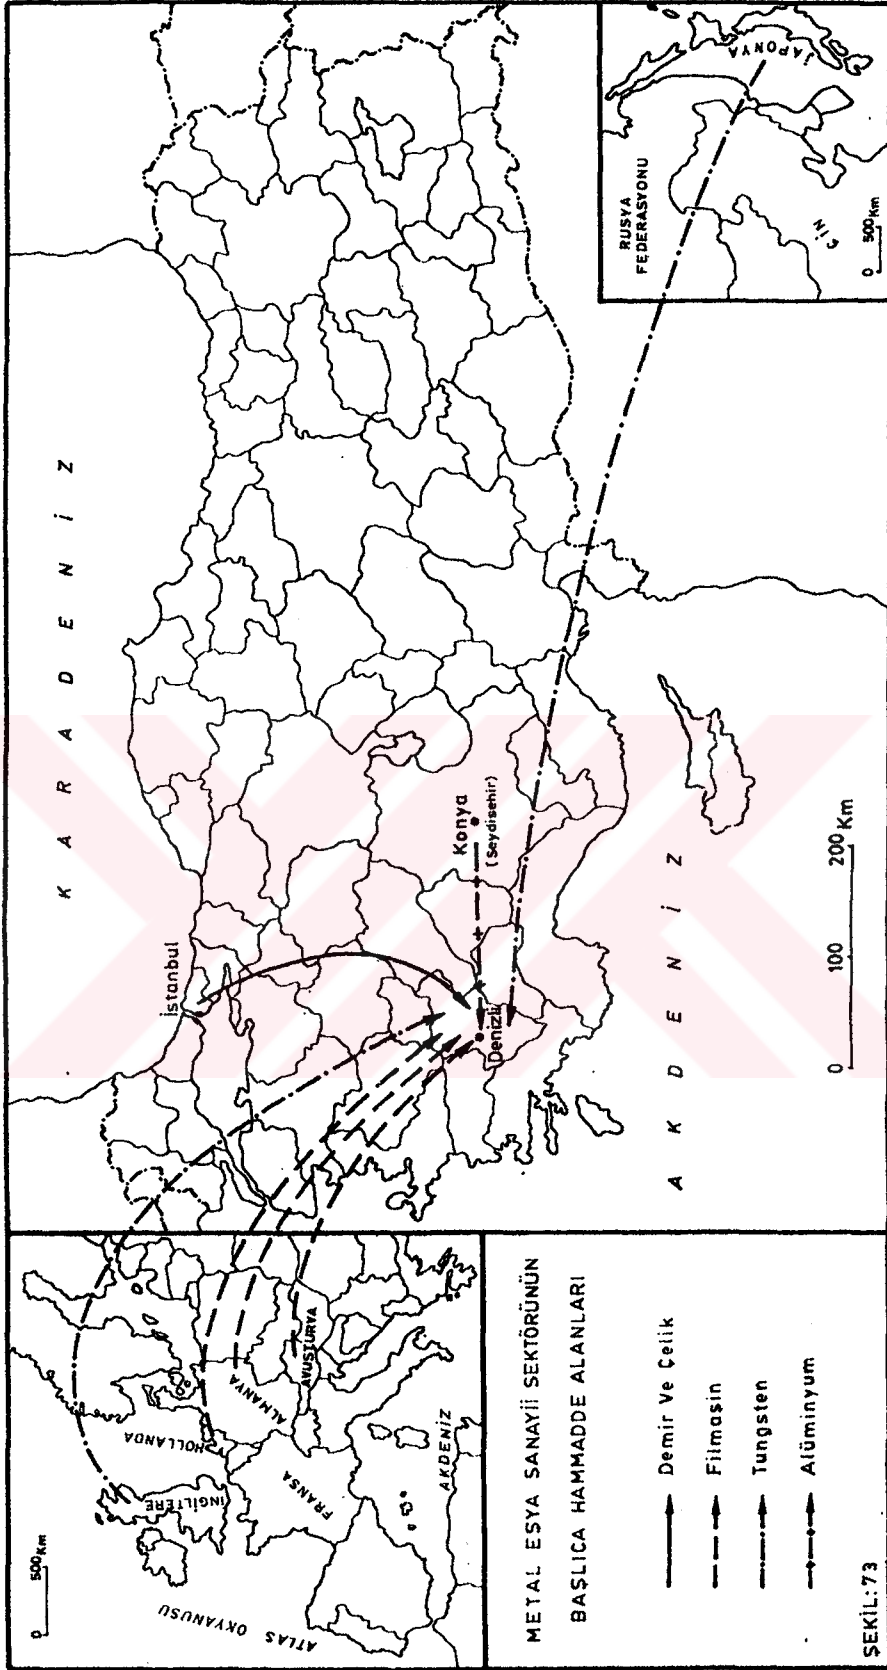 KARADENİZ
İstanbul
Konya
(Seydisehir)
Denizli
AKDENİZ
0 100 200 Km
RUSYA
FEDERASYONU
JAPONYA
ÇİN
0 500 Km
0 500 Km
ATLAS OKYANUSU
İNGİLTERE
HOLLANDA
ALMANYA
AVUSTURYA
FRANSA
AKDENİZ
METAL ESYA SANAYİİ SEKTÖRÜNÜN
BAŞLICA HAMMADDE ALANLARI
Demir Ve Çelik
Filmaşin
Tungsten
Alüminyum
ŞEKİL:73